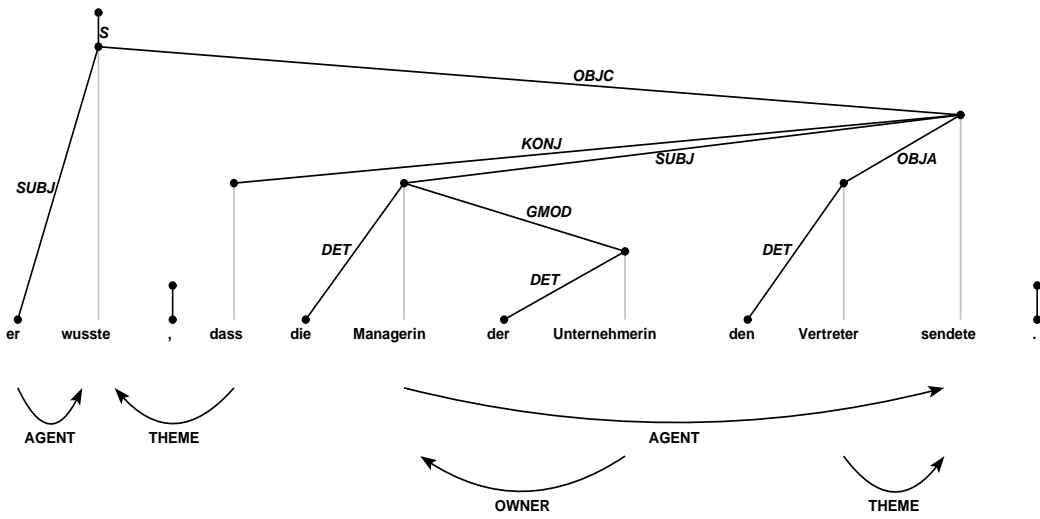 S
OBJC
KONJ
SUBJ
OBJA
SUBJ
GMOD
DET
DET
DET
er wusste , dass die Managerin der Unternehmerin den Vertreter sendete .
AGENT THEME AGENT
OWNER THEME